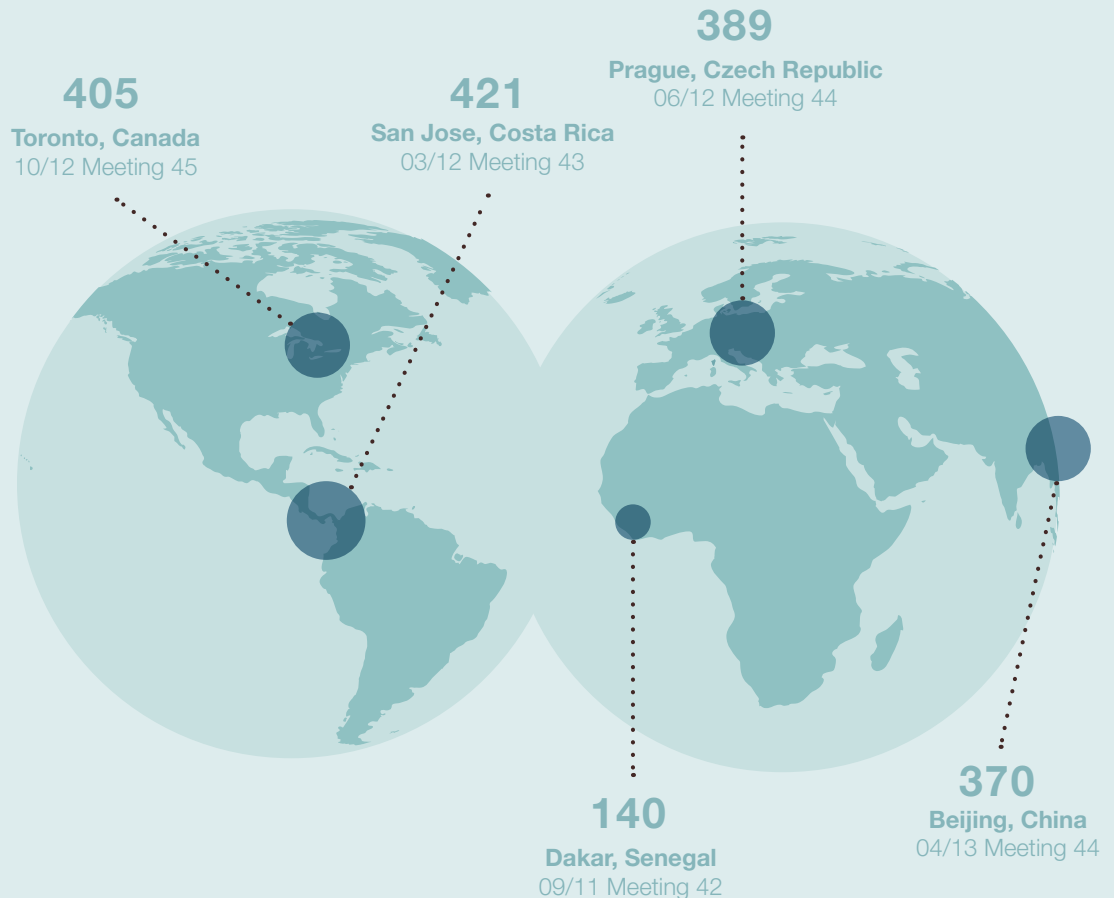 389
Prague, Czech Republic
06/12 Meeting 44
405
Toronto, Canada
10/12 Meeting 45
421
San Jose, Costa Rica
03/12 Meeting 43
370
Beijing, China
04/13 Meeting 44
140
Dakar, Senegal
09/11 Meeting 42